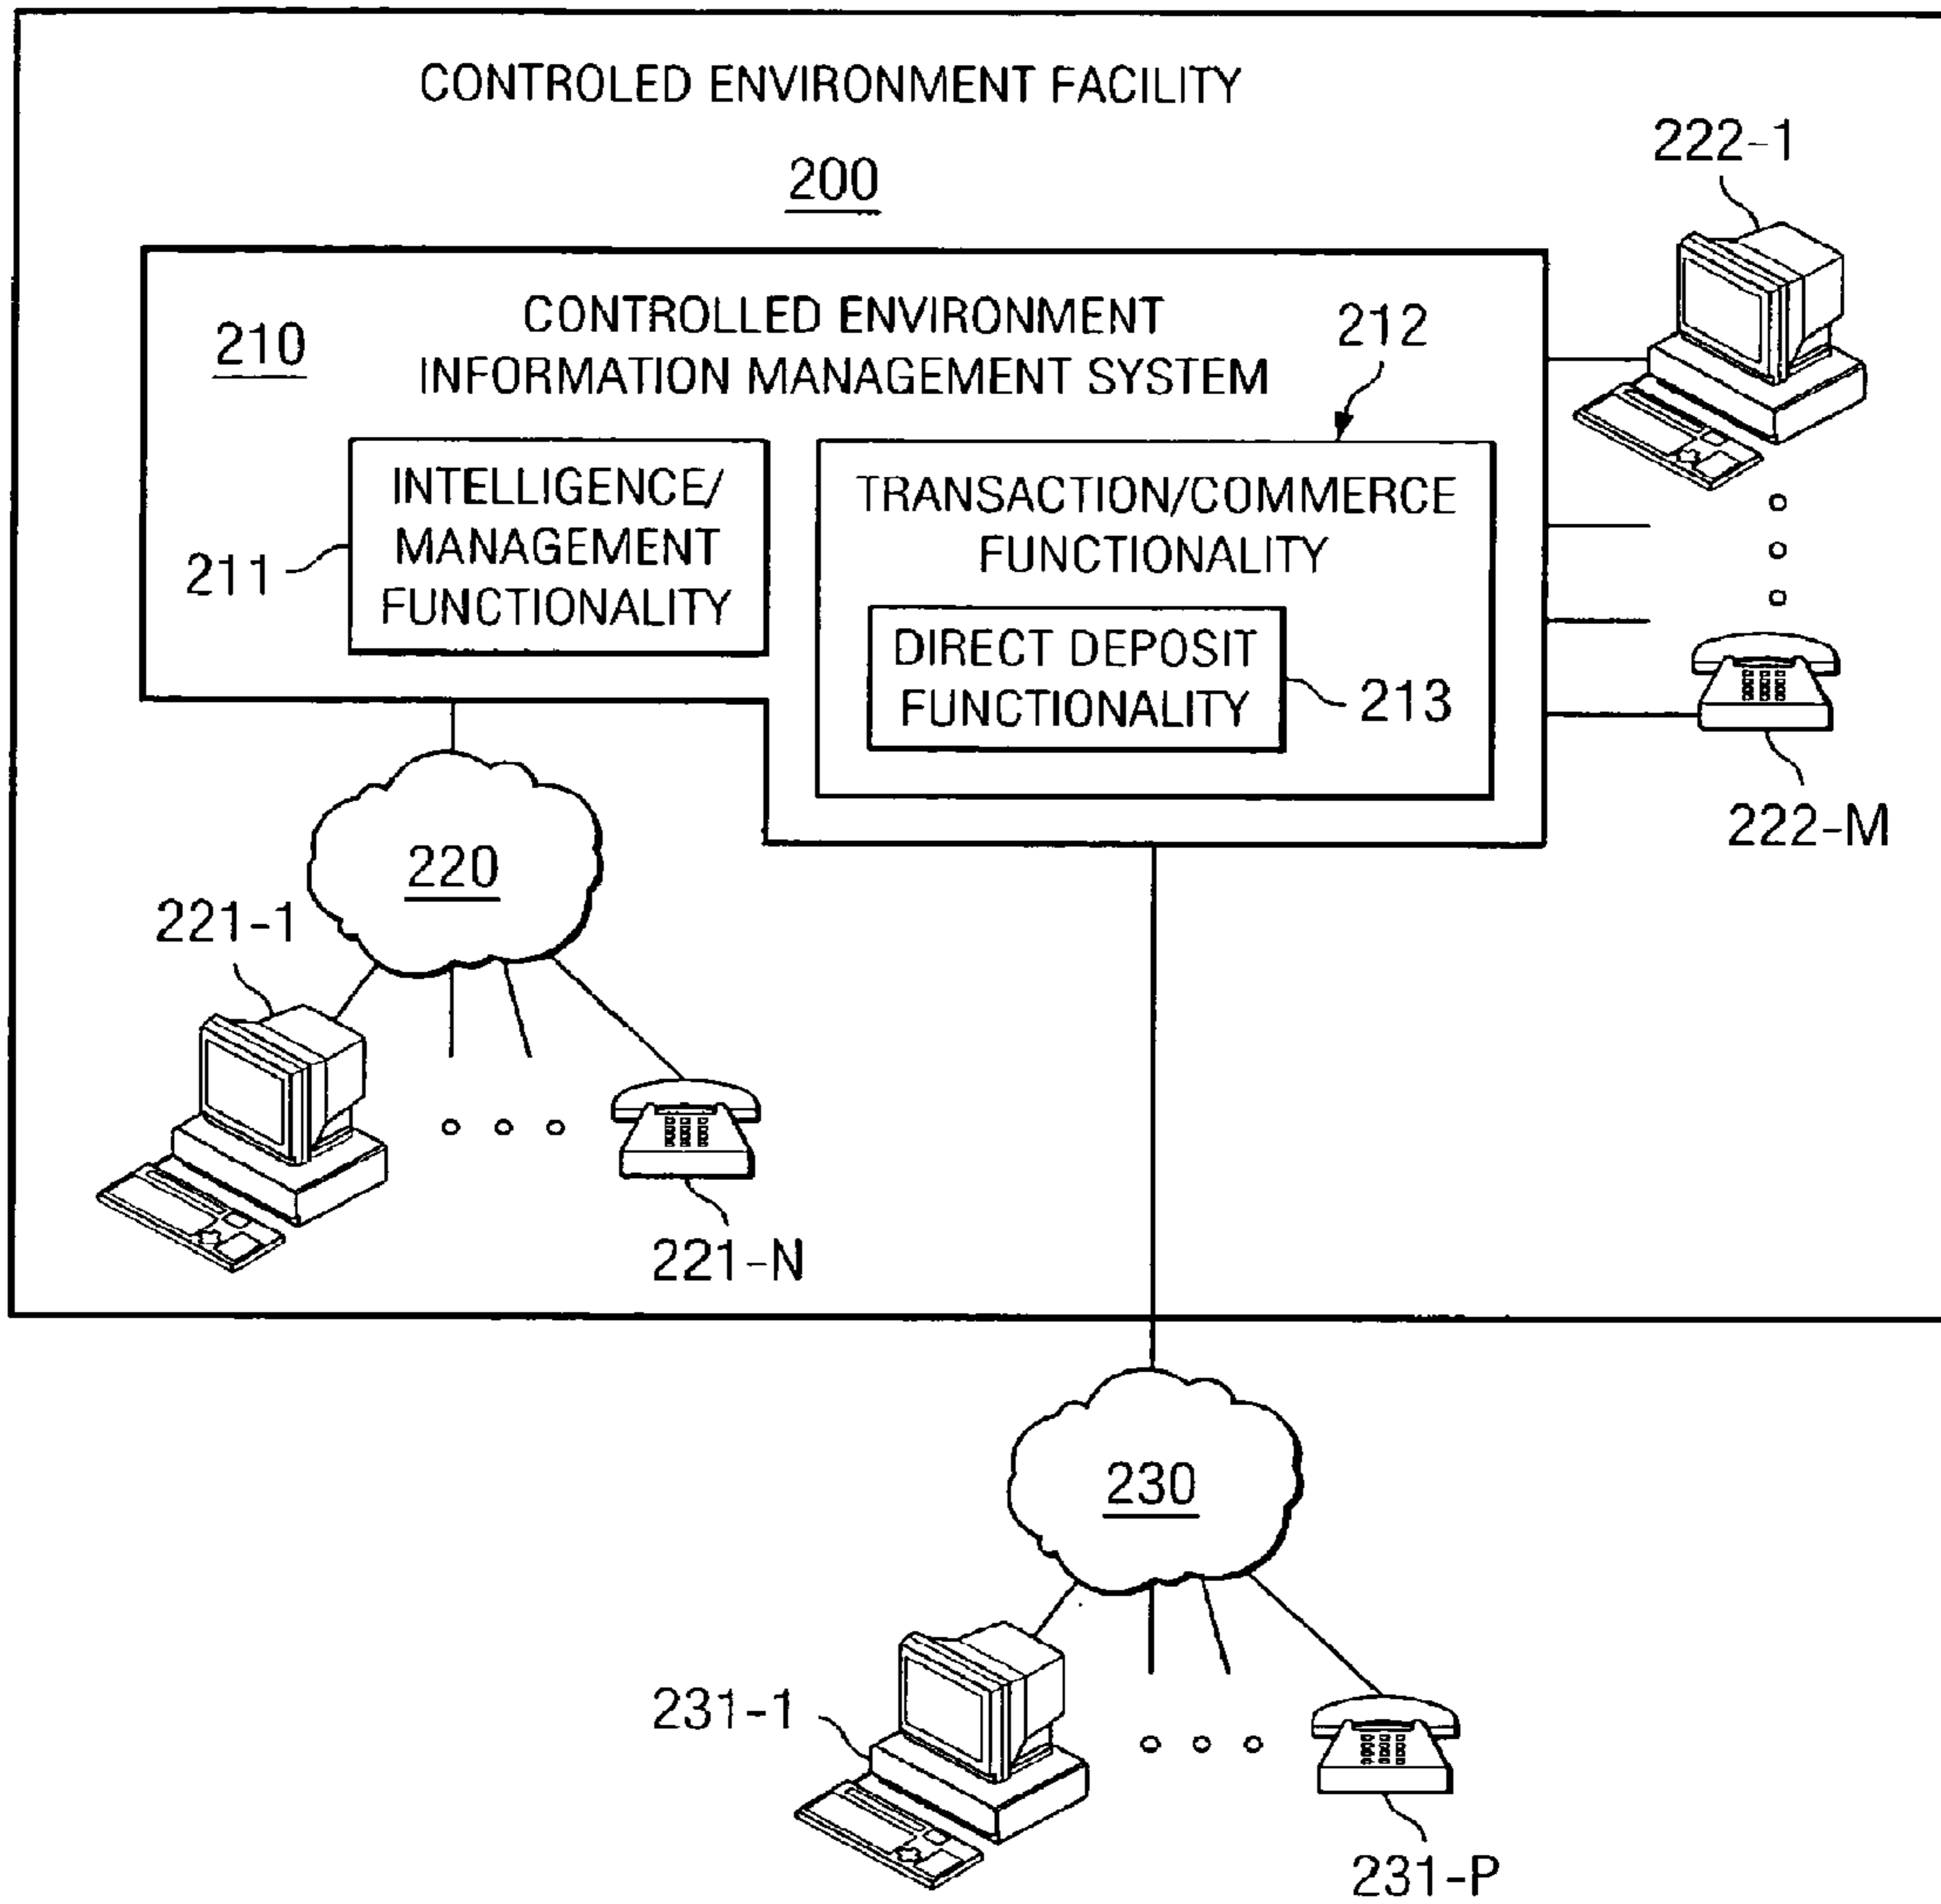 CONTROLED ENVIRONMENT FACILITY
200
222-1
210
CONTROLLED ENVIRONMENT
INFORMATION MANAGEMENT SYSTEM
212
INTELLIGENCE/
MANAGEMENT
FUNCTIONALITY
211
TRANSACTION/COMMERCE
FUNCTIONALITY
DIRECT DEPOSIT
FUNCTIONALITY
213
222-M
220
221-1
221-N
230
231-1
231-P